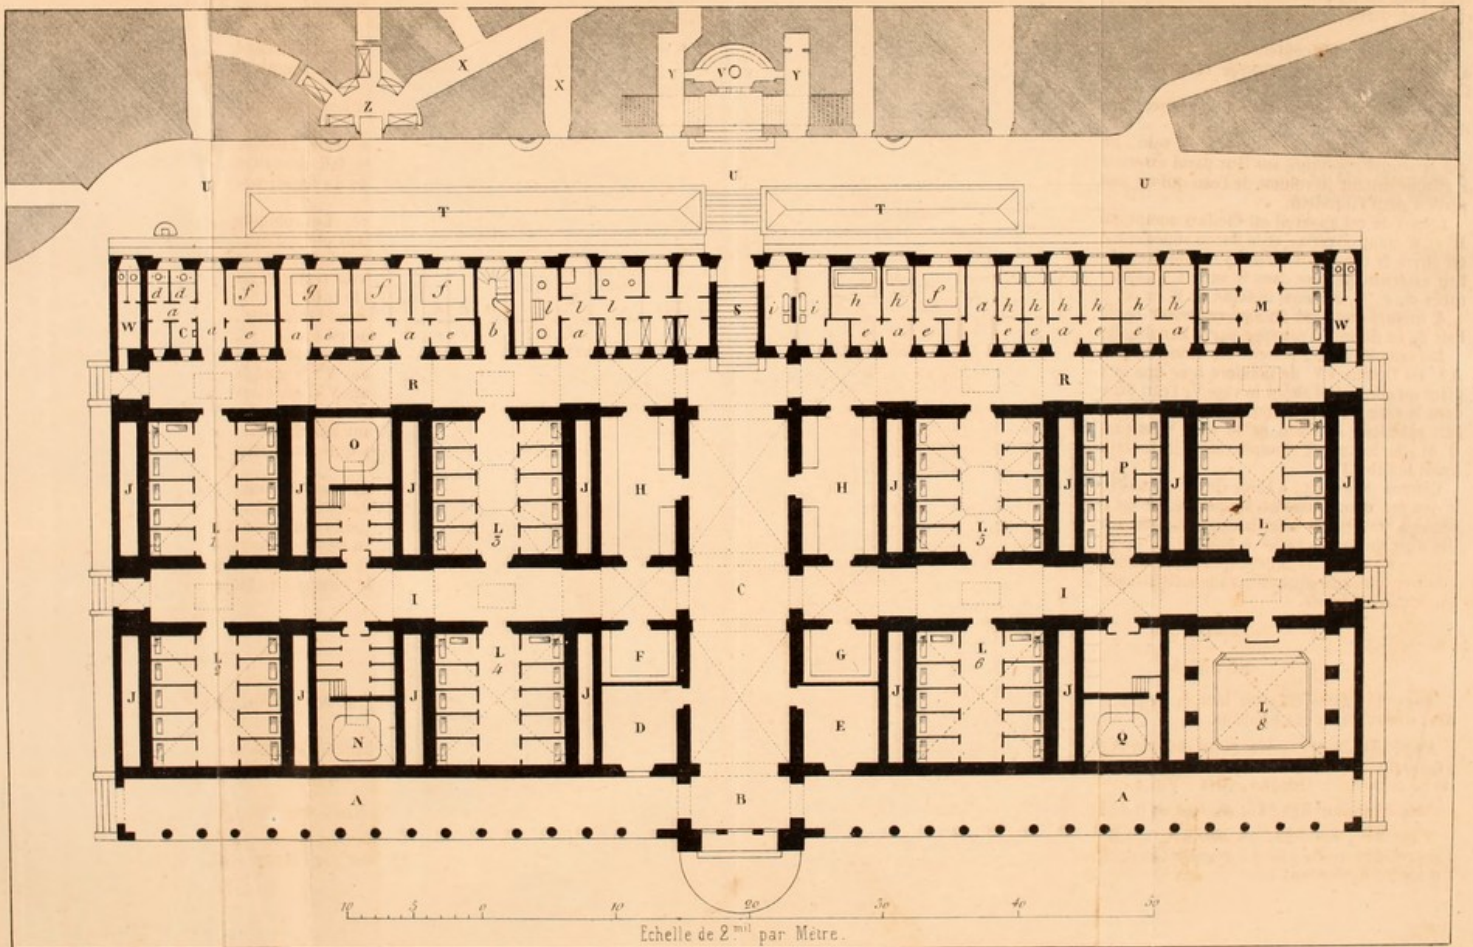 X
V
Y Y
X
Z
U U U
T T
d d f g f f l l l i i h h f a h h h h h h M
a b S
W C a e a e e a e a e a e e e a e e a W
R R
O P
J J J H H J J J J
L 1 L 3 L 5 L 7
I C I
L 2 L 4 F G L 6
J J J J J J L 8
N D E Q
A B A
10 5 0 10 20 30 40 50
Echelle de 2.mil par Mètre.